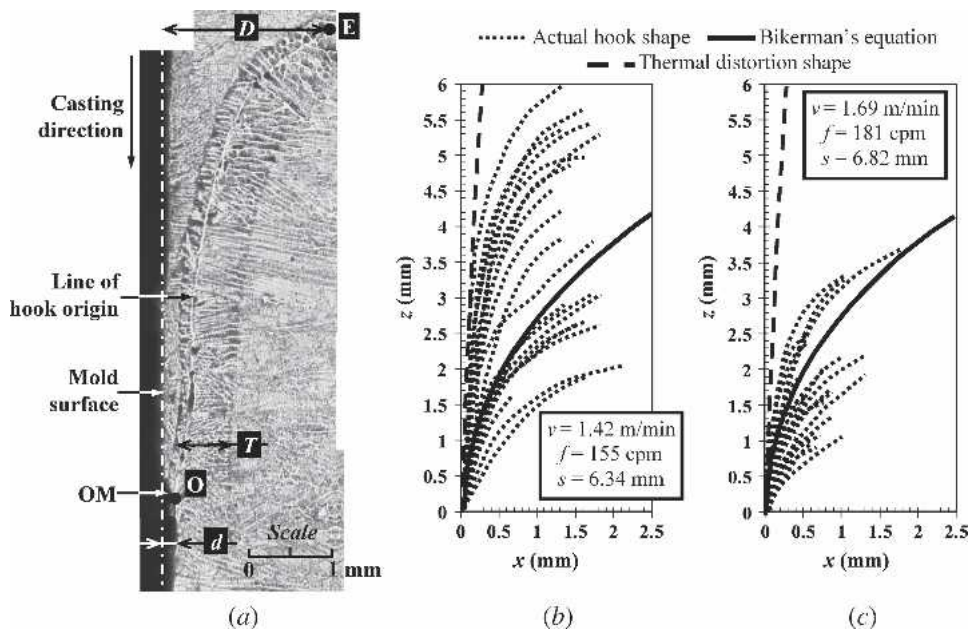 D
E
Casting
direction
Line of
hook origin
Mold
surface
T
OM
O
d
Scale
0 1 mm
(a)
Actual hook shape
Bikerman's equation
Thermal distortion shape
6
5.5
5
4.5
4
3.5
3
2.5
2
1.5
1
0.5
0
z (mm)
v = 1.42 m/min
f = 155 cpm
s = 6.34 mm
0 0.5 1 1.5 2 2.5
x (mm)
(b)
6
5.5
5
4.5
4
3.5
3
2.5
2
1.5
1
0.5
0
z (mm)
v = 1.69 m/min
f = 181 cpm
s = 6.82 mm
0 0.5 1 1.5 2 2.5
x (mm)
(c)